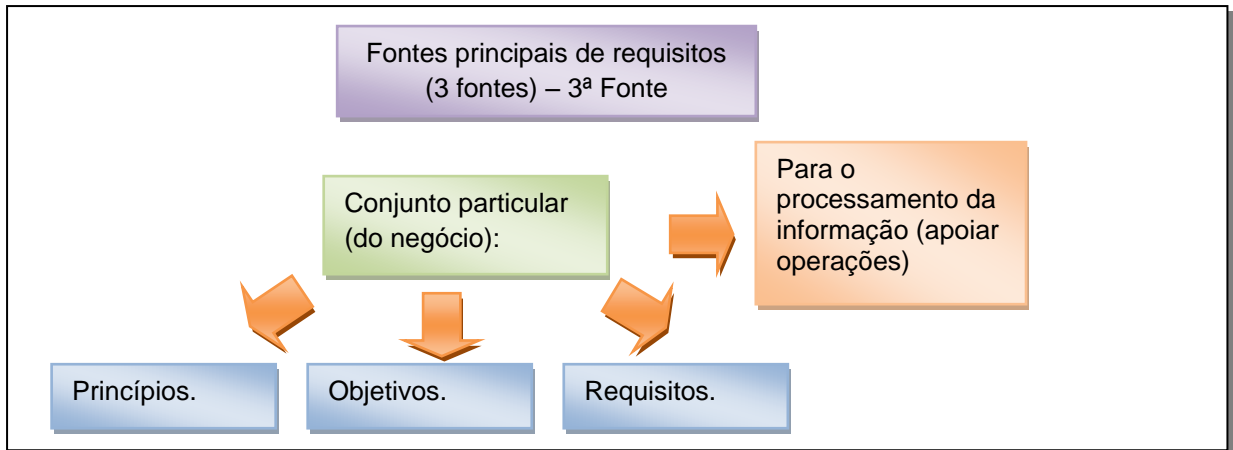 Fontes principais de requisitos
(3 fontes) – 3ª Fonte
Conjunto particular
(do negócio):
Para o
processamento da
informação (apoiar
operações)
Princípios.
Objetivos.
Requisitos.